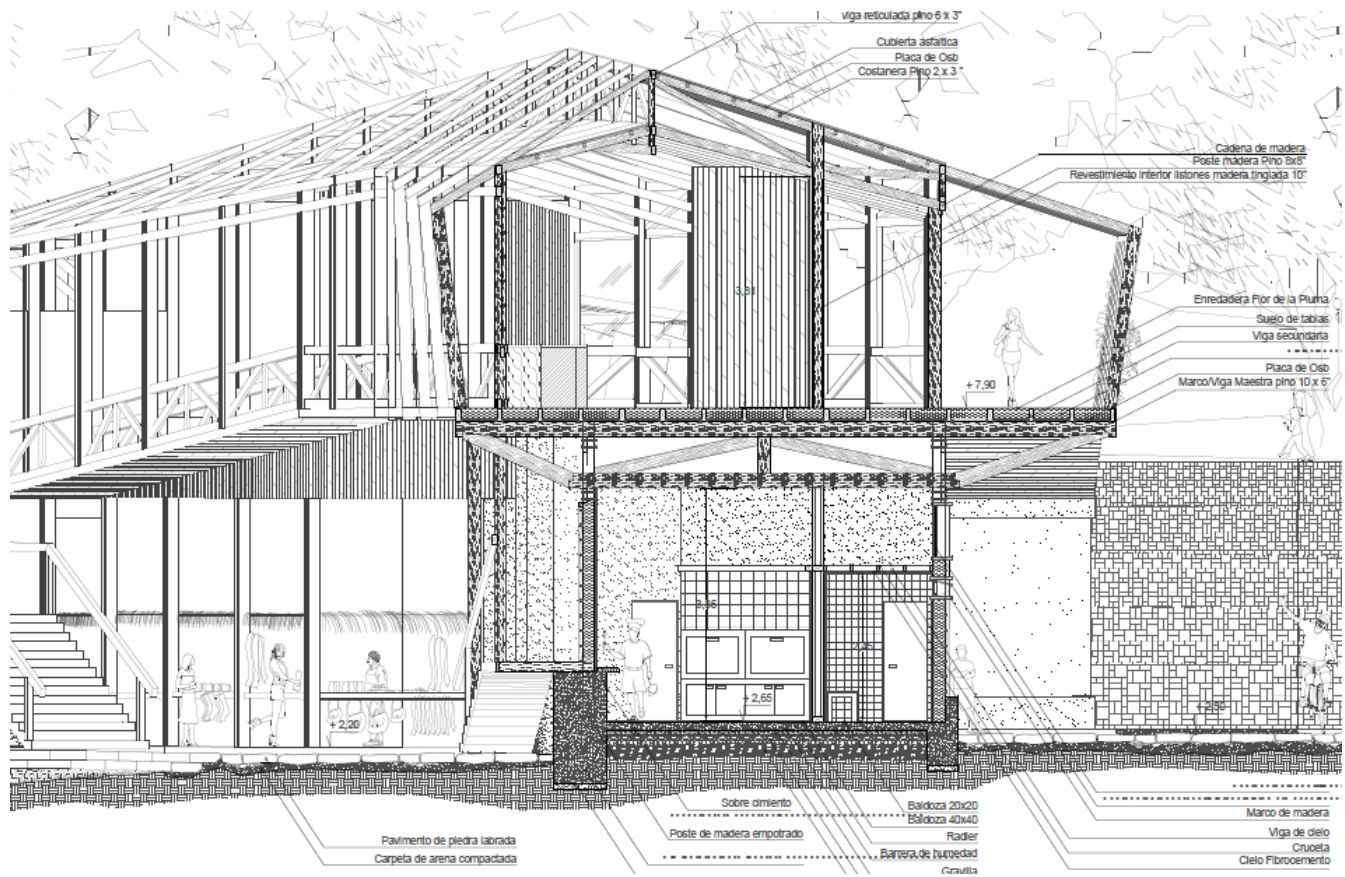 viga reticulada pino 6 x 3"
Cubierta asfaltica
Placa de Osb
Costanera Pino 2 x 3 "
Cadena de madera
Poste madera Pino 8x8"
Revestimiento interior listones madera tinglada 10"
3,81
Enredadera Flor de la Pluma
Suelo de tablas
Viga secundaria
Placa de Osb
Marco/Viga Maestra pino 10 x 6"
+ 7,90
+ 2,65
+ 2,20
Sobre cimiento
Poste de madera empotrado
Pavimento de piedra labrada
Carpeta de arena compactada
Baldoza 20x20
Baldoza 40x40
Radier
Barrera de humedad
Gravilla
Marco de madera
Viga de cielo
Cruceta
Cielo Fibrocemento